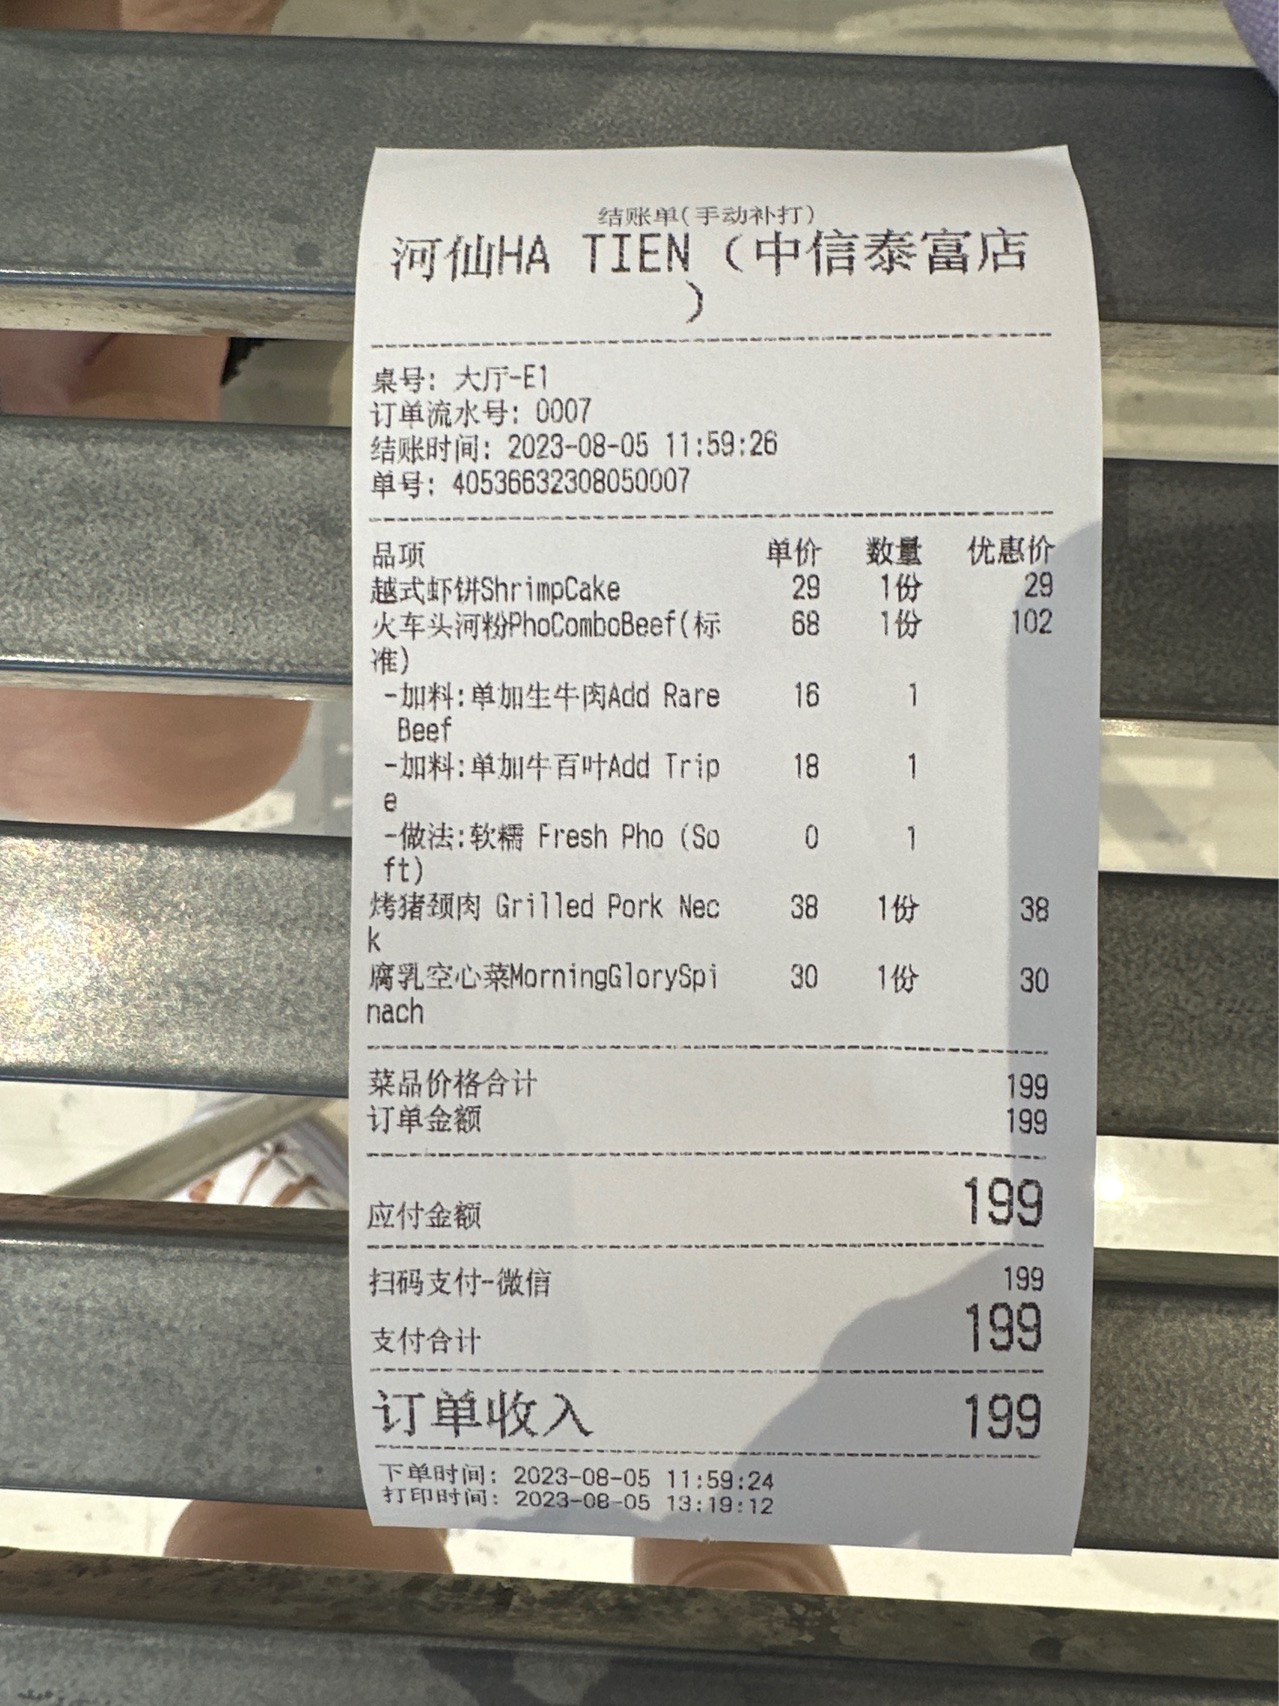 结账单(手动补打)
河仙HA TIEN（中信泰富店
）
桌号: 大厅-E1
订单流水号: 0007
结账时间: 2023-08-05 11:59:26
单号: 40536632308050007
品项 单价 数量 优惠价
越式虾饼ShrimpCake 29 1份 29
火车头河粉PhoComboBeef(标 68 1份 102
准)
-加料:单加生牛肉Add Rare 16 1
Beef
-加料:单加牛百叶Add Trip 18 1
e
-做法:软糯 Fresh Pho (So 0 1
ft)
烤猪颈肉 Grilled Pork Nec 38 1份 38
k
腐乳空心菜MorningGlorySpi 30 1份 30
nach
菜品价格合计 199
订单金额 199
应付金额 199
扫码支付-微信 199
支付合计 199
订单收入 199
下单时间: 2023-08-05 11:59:24
打印时间: 2023-08-05 13:19:12